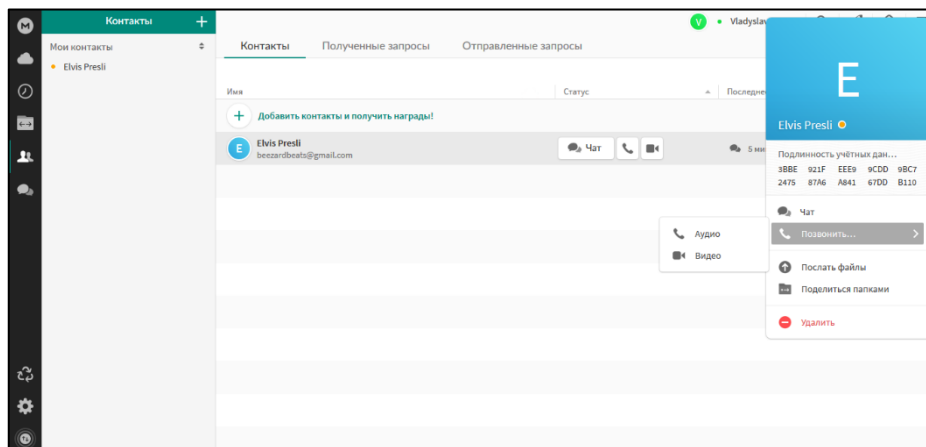 Контакты
Мои контакты
Elvis Presli
V Vladyslav
Контакты Полученные запросы Отправленные запросы
Имя Статус Последнее
Добавить контакты и получить награды!
E Elvis Presli
beezardbeats@gmail.com
Чат
5 мин
E
Elvis Presli
Подлинность учётных дан...
3BBE 921F EEE9 9CDD 9BC7
2475 87A6 A841 67DD B110
Чат
Позвонить...
Аудио
Видео
Послать файлы
Поделиться папками
Удалить